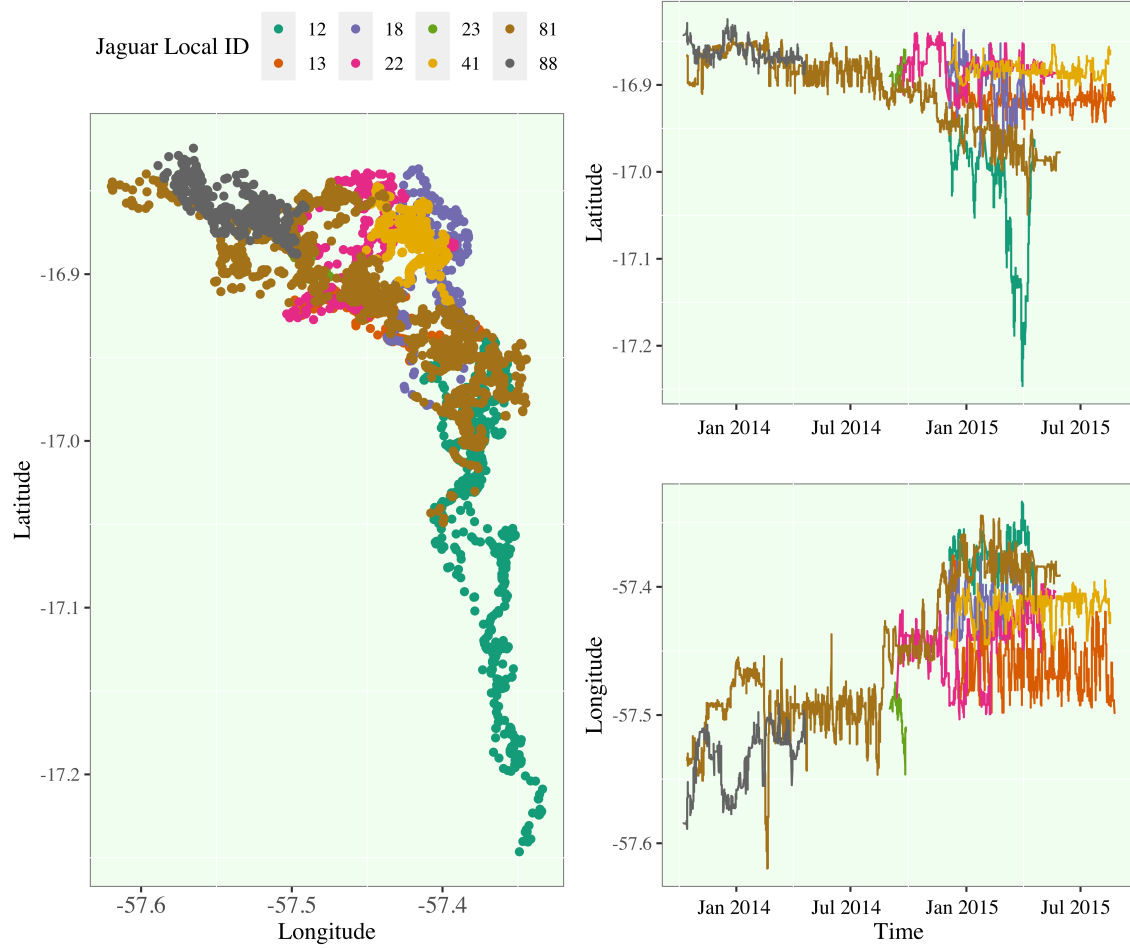 Jaguar Local ID
12 18 23 81
13 22 41 88
Latitude
-16.9
-17.0
-17.1
-17.2
-57.6 -57.5 -57.4
Longitude
Latitude
-16.9
-17.0
-17.1
-17.2
Jan 2014 Jul 2014 Jan 2015 Jul 2015
Longitude
-57.4
-57.5
-57.6
Jan 2014 Jul 2014 Jan 2015 Jul 2015
Time